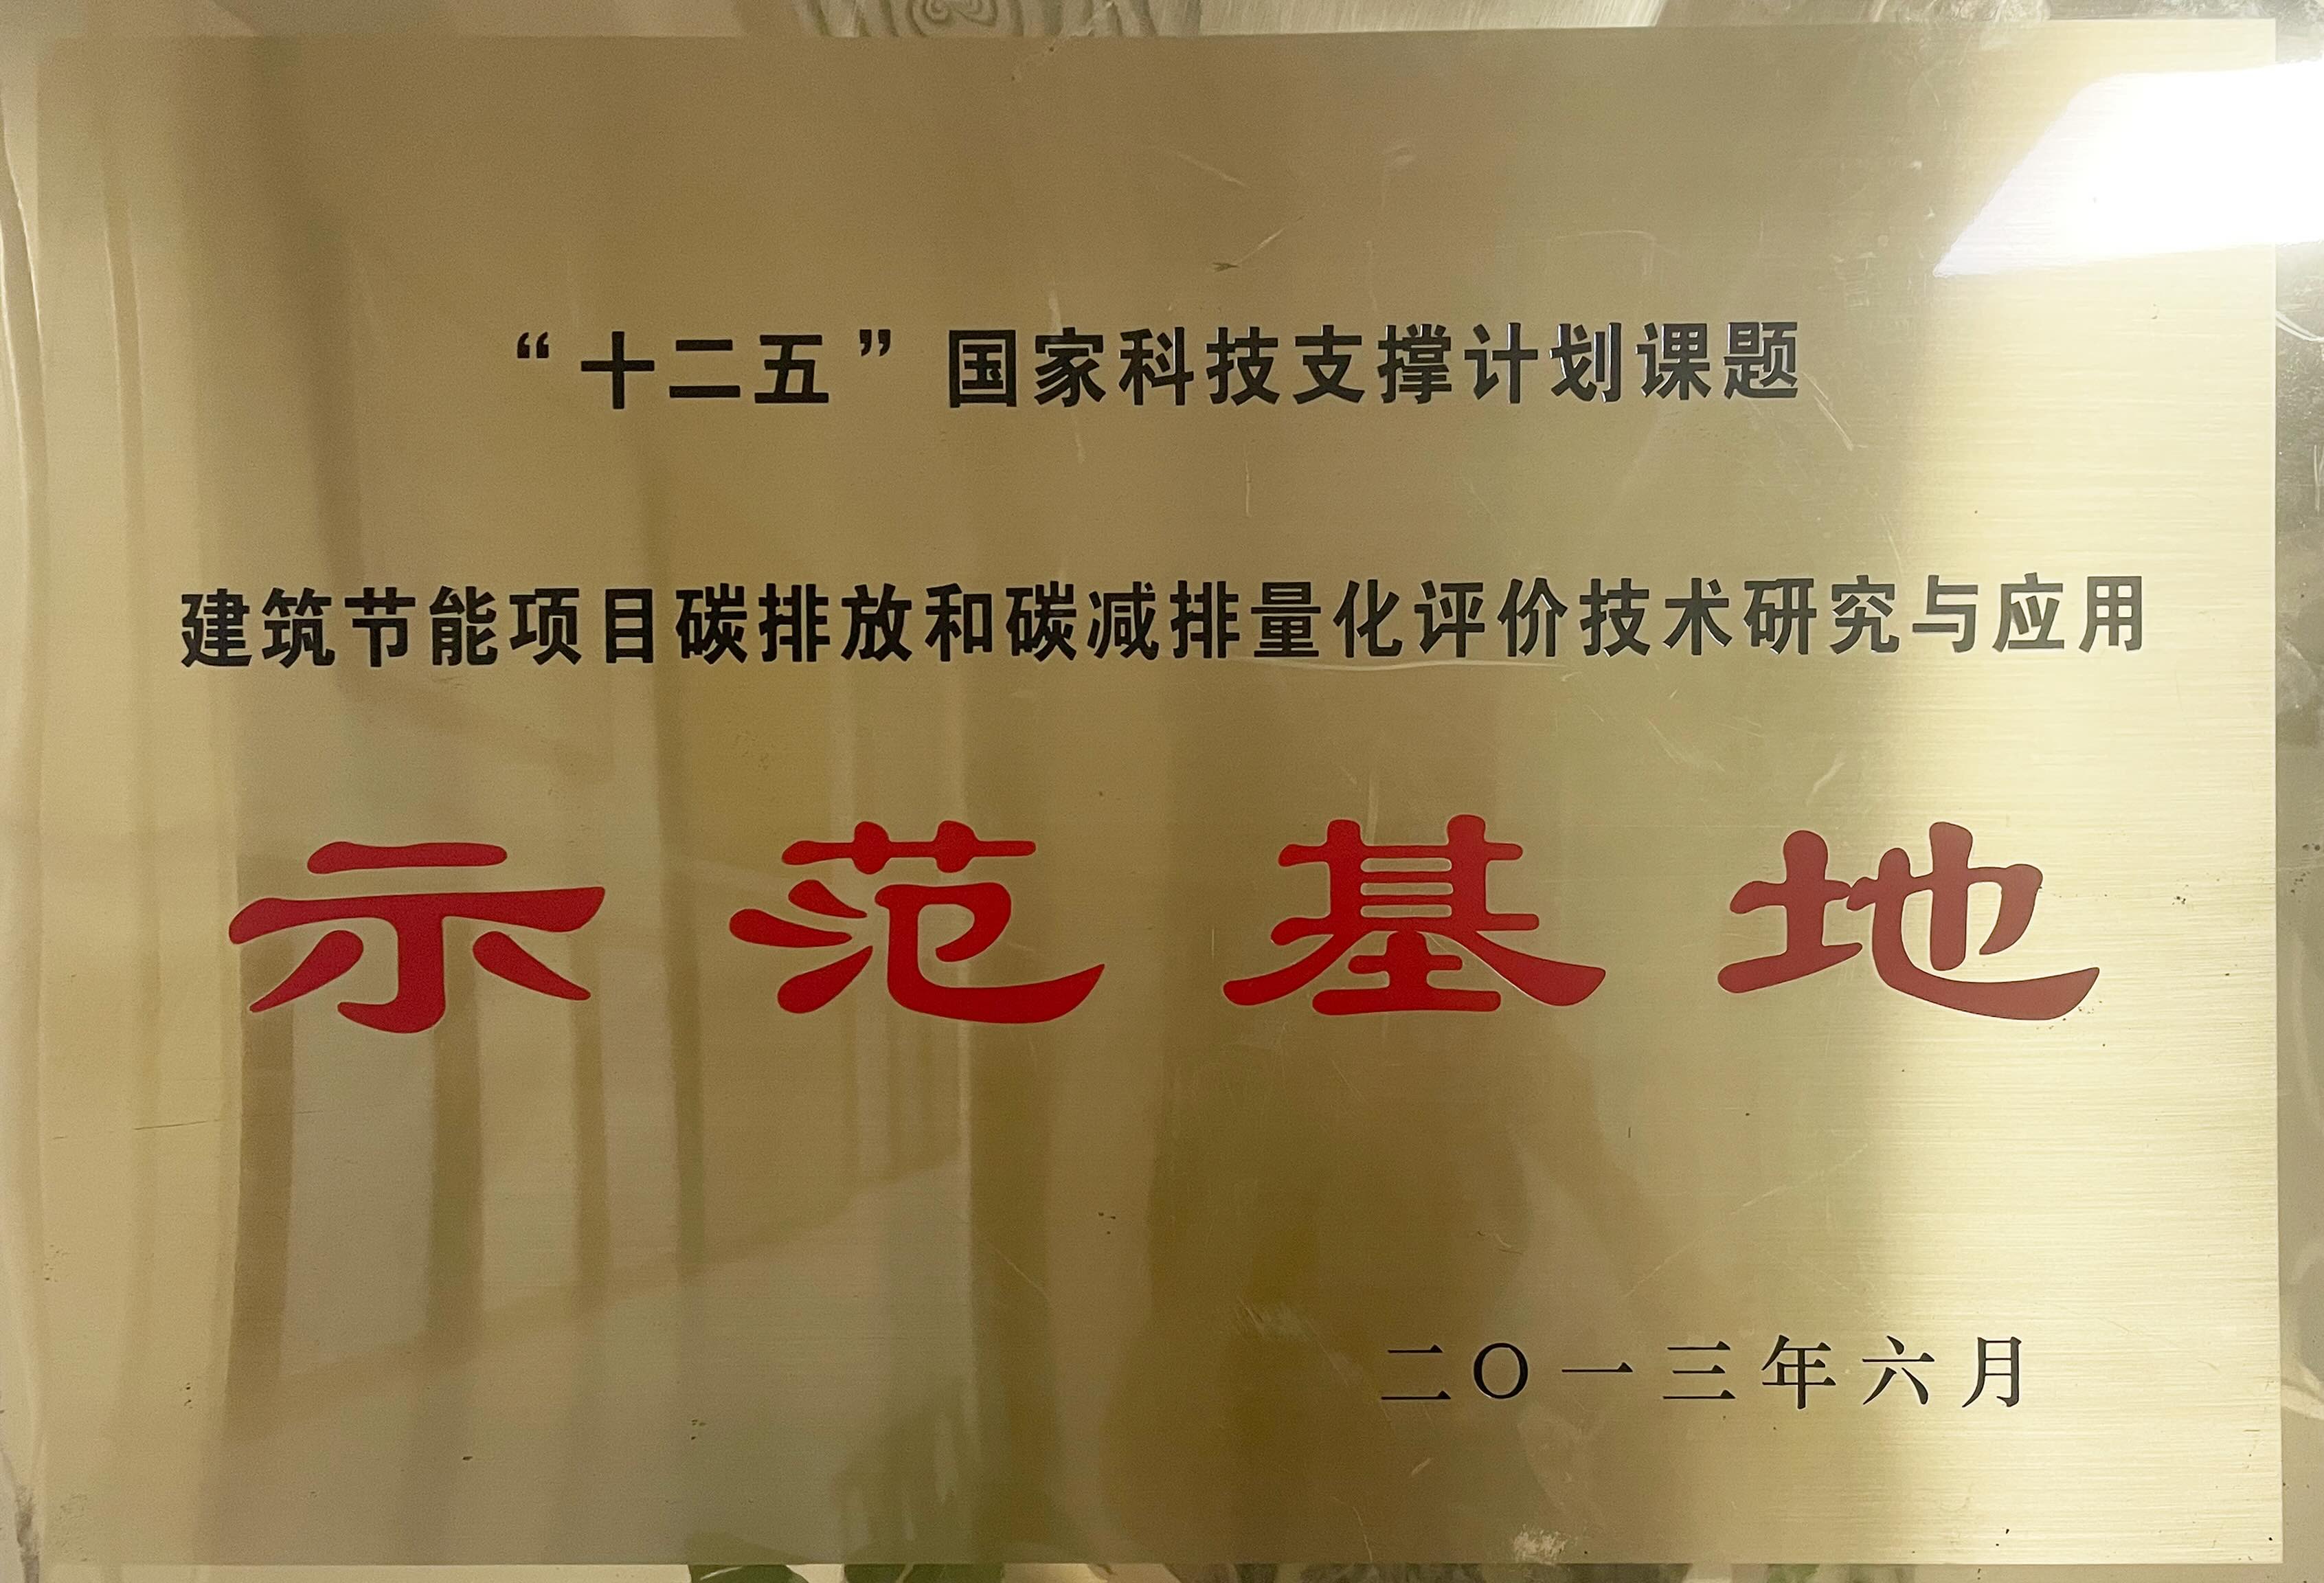 “十二五”国家科技支撑计划课题
建筑节能项目碳排放和碳减排量化评价技术研究与应用
示范基地
二〇一三年六月